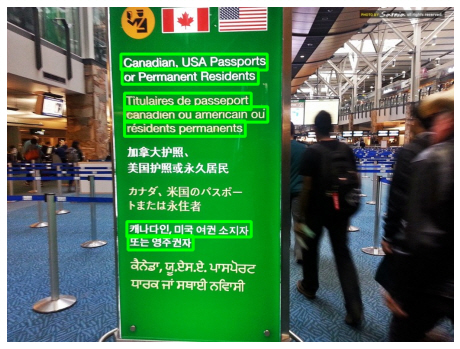 Canadian, USA Passports
or Permanent Residents
Titulaires de passeport
canadien ou américain ou
résidents permanents
加拿大护照、
美国护照或永久居民
カナダ、米国のパスポー
トまたは永住者
캐나다인, 미국 여권 소지자
또는 영주권자
ਕੈਨੇਡਾ, ਯੂ.ਐਸ.ਏ. ਪਾਸਪੋਰਟ
ਧਾਰਕ ਜਾਂ ਸਥਾਈ ਨਵਿਾਸੀ